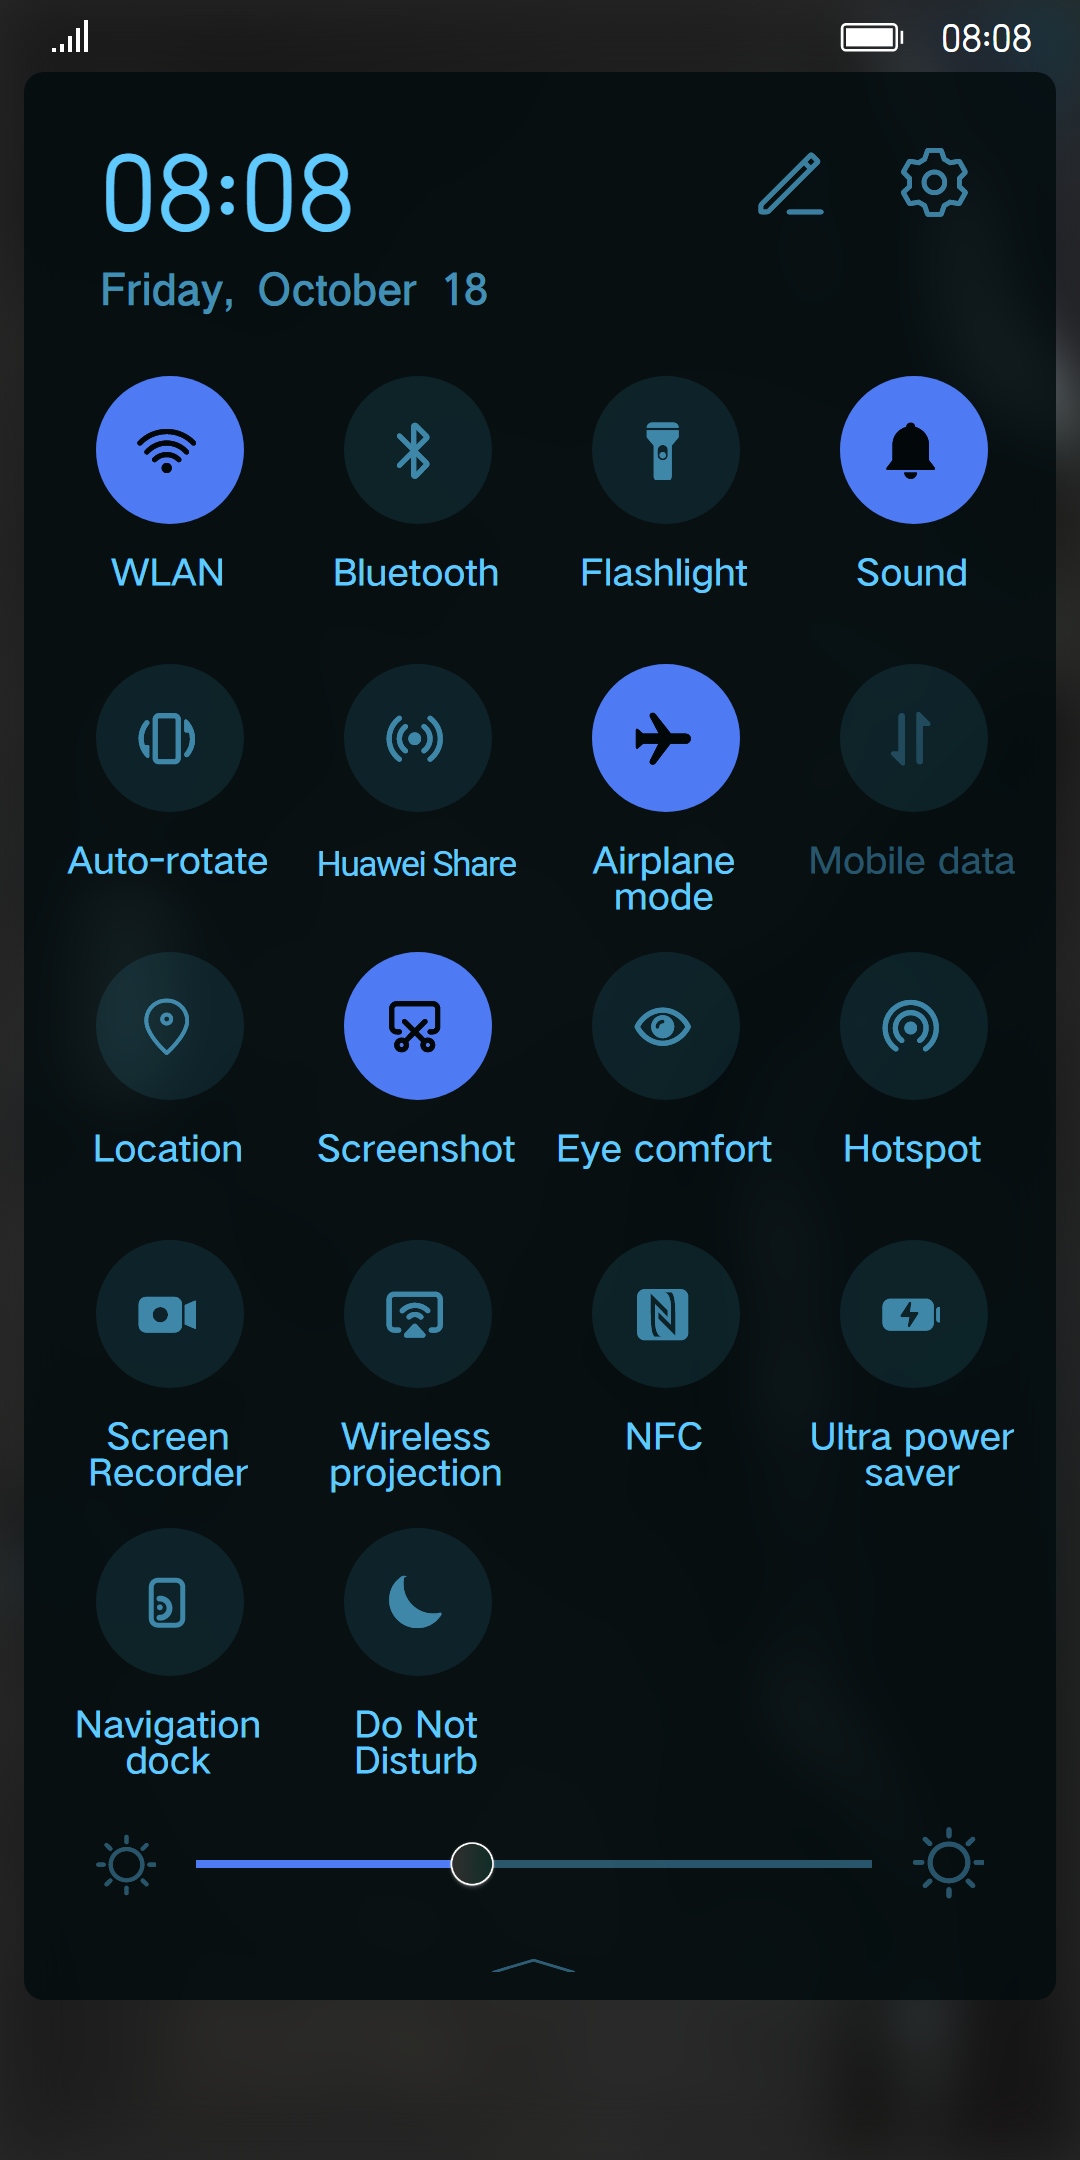 08:08
08:08
Friday, October 18
WLAN
Bluetooth
Flashlight
Sound
Auto-rotate
Huawei Share
Airplane
mode
Mobile data
Location
Screenshot
Eye comfort
Hotspot
Screen
Recorder
Wireless
projection
NFC
Ultra power
saver
Navigation
dock
Do Not
Disturb